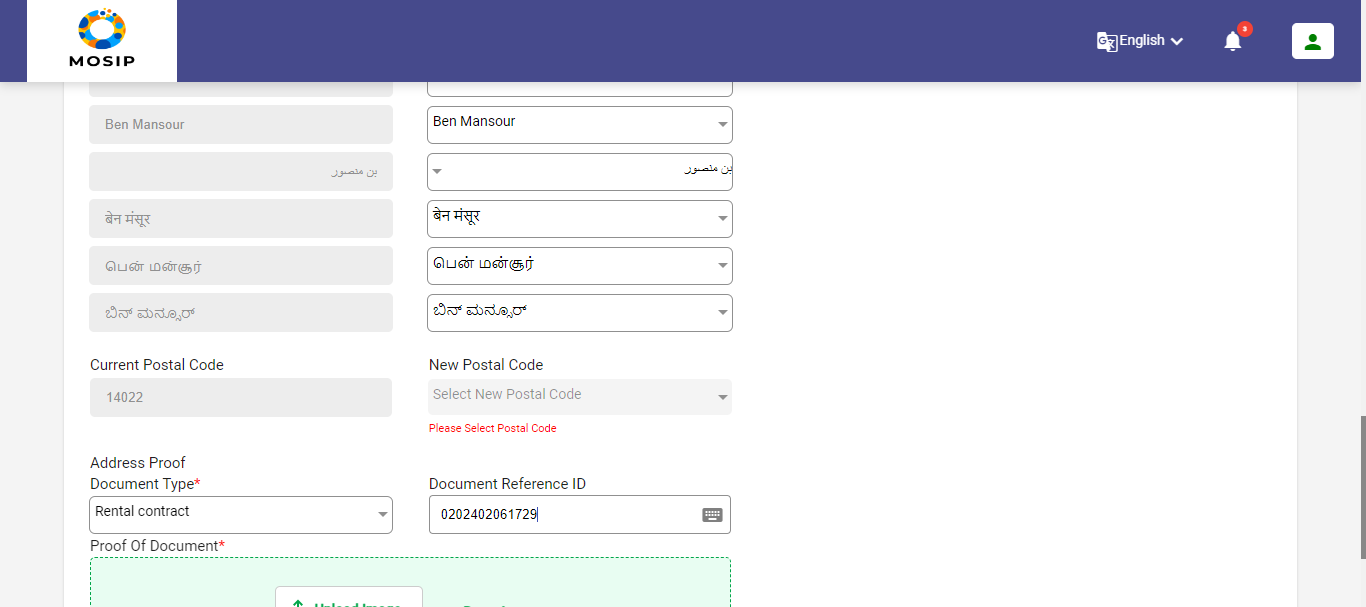 MOSIP
English
3
Ben Mansour
Ben Mansour
بن منصور
بن منصور
बेन मंसूर
बेन मंसूर
பென் மன்சூர்
பென் மன்சூர்
ಬಿನ್ ಮನ್ಸೂರ್
ಬಿನ್ ಮನ್ಸೂರ್
Current Postal Code
New Postal Code
14022
Select New Postal Code
Please Select Postal Code
Address Proof
Document Type*
Document Reference ID
Rental contract
0202402061729
Proof Of Document*
Upload Image